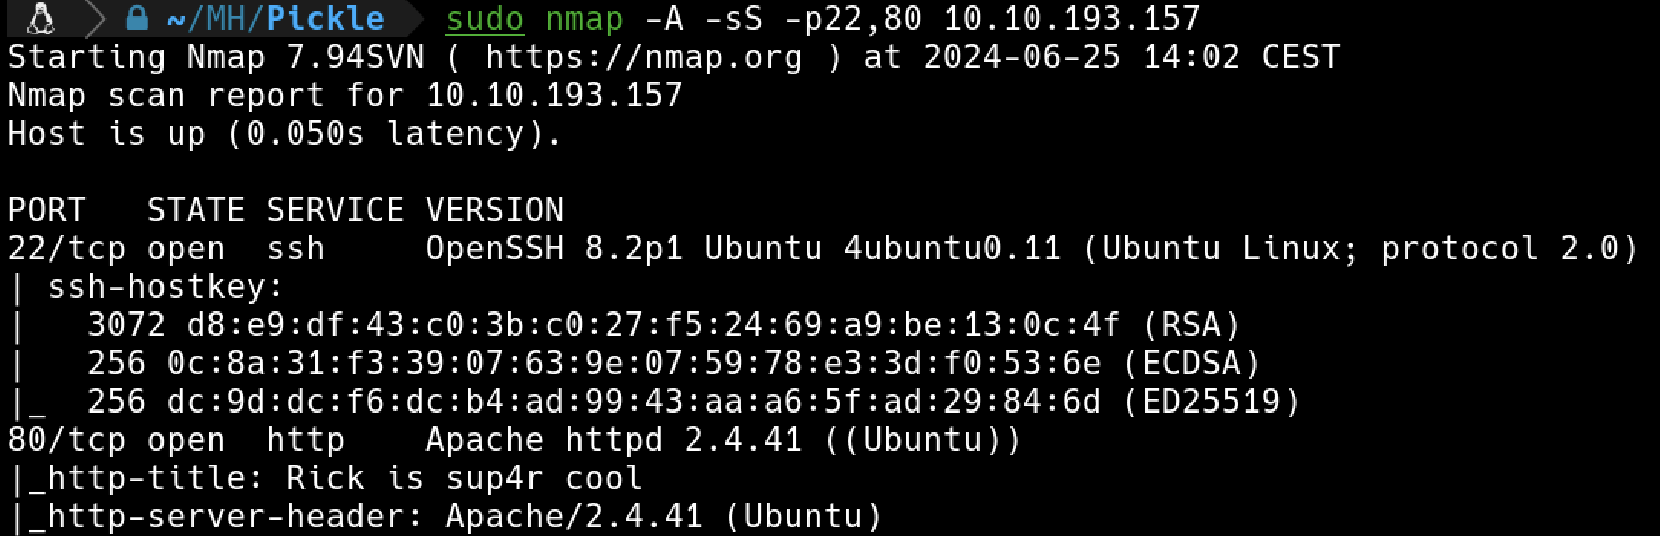 ~/MH/Pickle sudo nmap -A -sS -p22,80 10.10.193.157
Starting Nmap 7.94SVN ( https://nmap.org ) at 2024-06-25 14:02 CEST
Nmap scan report for 10.10.193.157
Host is up (0.050s latency).
PORT   STATE SERVICE VERSION
22/tcp open  ssh     OpenSSH 8.2p1 Ubuntu 4ubuntu0.11 (Ubuntu Linux; protocol 2.0)
| ssh-hostkey:
|   3072 d8:e9:df:43:c0:3b:c0:27:f5:24:69:a9:be:13:0c:4f (RSA)
|   256 0c:8a:31:f3:39:07:63:9e:07:59:78:e3:3d:f0:53:6e (ECDSA)
|_  256 dc:9d:dc:f6:dc:b4:ad:99:43:aa:a6:5f:ad:29:84:6d (ED25519)
80/tcp open  http    Apache httpd 2.4.41 ((Ubuntu))
|_http-title: Rick is sup4r cool
|_http-server-header: Apache/2.4.41 (Ubuntu)